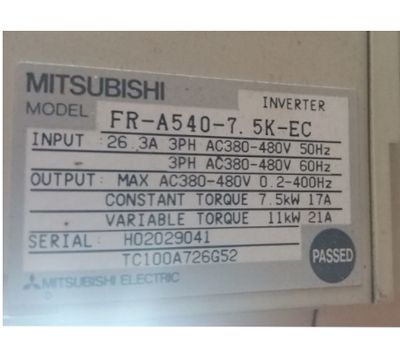 MITSUBISHI
INVERTER
MODEL FR-A540-7.5K-EC
INPUT : 26.3A 3PH AC380-480V 50Hz
3PH AC380-480V 60Hz
OUTPUT: MAX AC380-480V 0.2-400Hz
CONSTANT TORQUE 7.5kW 17A
VARIABLE TORQUE 11kW 21A
SERIAL: H02029041
TC100A726G52
PASSED
MITSUBISHI ELECTRIC